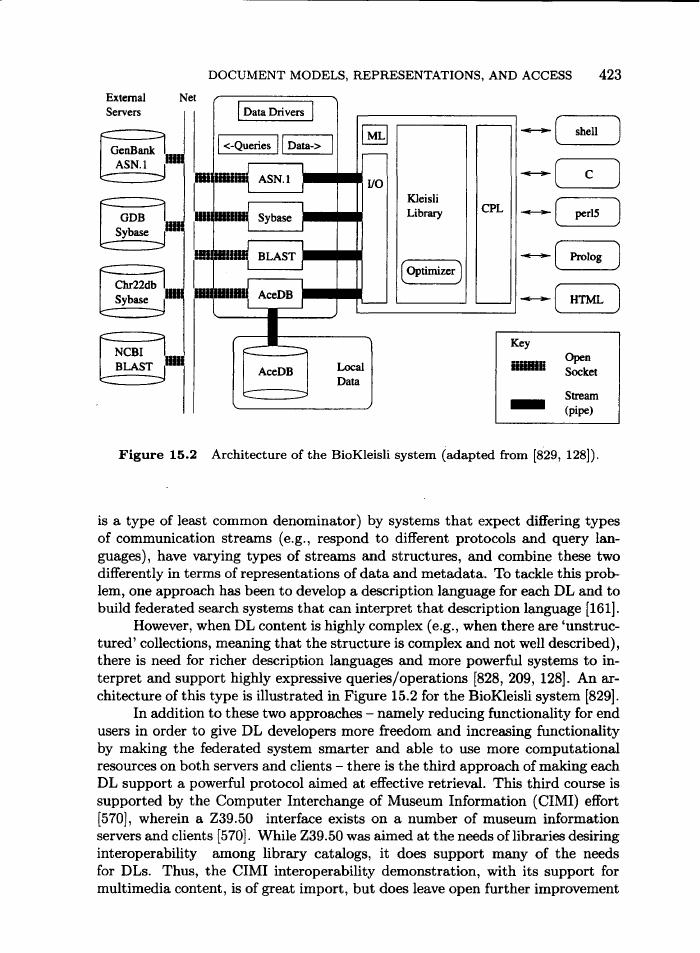 DOCUMENT MODELS, REPRESENTATIONS, AND ACCESS 423
External
Servers
Net
Data Drivers
<-Queries
Data->
GenBank
ASN.1
GDB
Sybase
Chr22db
Sybase
NCBI
BLAST
ASN.1
Sybase
BLAST
AceDB
AceDB
Local
Data
ML
I/O
Kleisli
Library
Optimizer
CPL
shell
C
perl5
Prolog
HTML
Key
Open
Socket
Stream
(pipe)
Figure 15.2 Architecture of the BioKleisli system (adapted from [829, 128]).
is a type of least common denominator) by systems that expect differing types
of communication streams (e.g., respond to different protocols and query lan-
guages), have varying types of streams and structures, and combine these two
differently in terms of representations of data and metadata. To tackle this prob-
lem, one approach has been to develop a description language for each DL and to
build federated search systems that can interpret that description language [161].
However, when DL content is highly complex (e.g., when there are ‘unstruc-
tured’ collections, meaning that the structure is complex and not well described),
there is need for richer description languages and more powerful systems to in-
terpret and support highly expressive queries/operations [828, 209, 128]. An ar-
chitecture of this type is illustrated in Figure 15.2 for the BioKleisli system [829].
In addition to these two approaches – namely reducing functionality for end
users in order to give DL developers more freedom and increasing functionality
by making the federated system smarter and able to use more computational
resources on both servers and clients – there is the third approach of making each
DL support a powerful protocol aimed at effective retrieval. This third course is
supported by the Computer Interchange of Museum Information (CIMI) effort
[570], wherein a Z39.50 interface exists on a number of museum information
servers and clients [570]. While Z39.50 was aimed at the needs of libraries desiring
interoperability among library catalogs, it does support many of the needs
for DLs. Thus, the CIMI interoperability demonstration, with its support for
multimedia content, is of great import, but does leave open further improvement